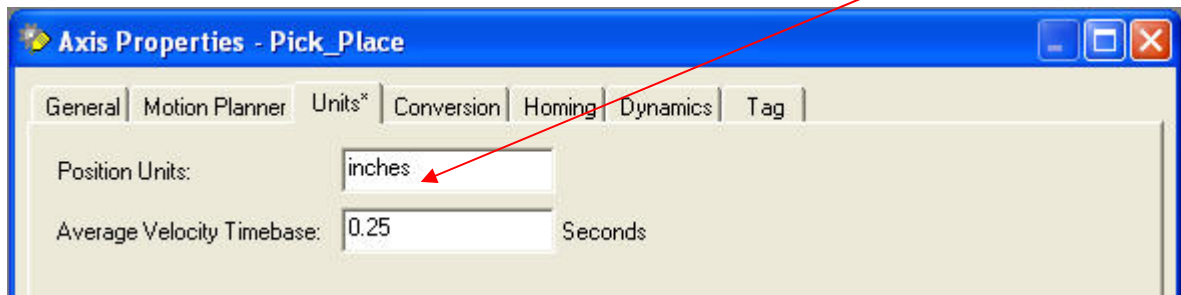 Axis Properties - Pick_Place
General Motion Planner Units* Conversion Homing Dynamics Tag
Position Units: inches
Average Velocity Timebase: 0.25 Seconds